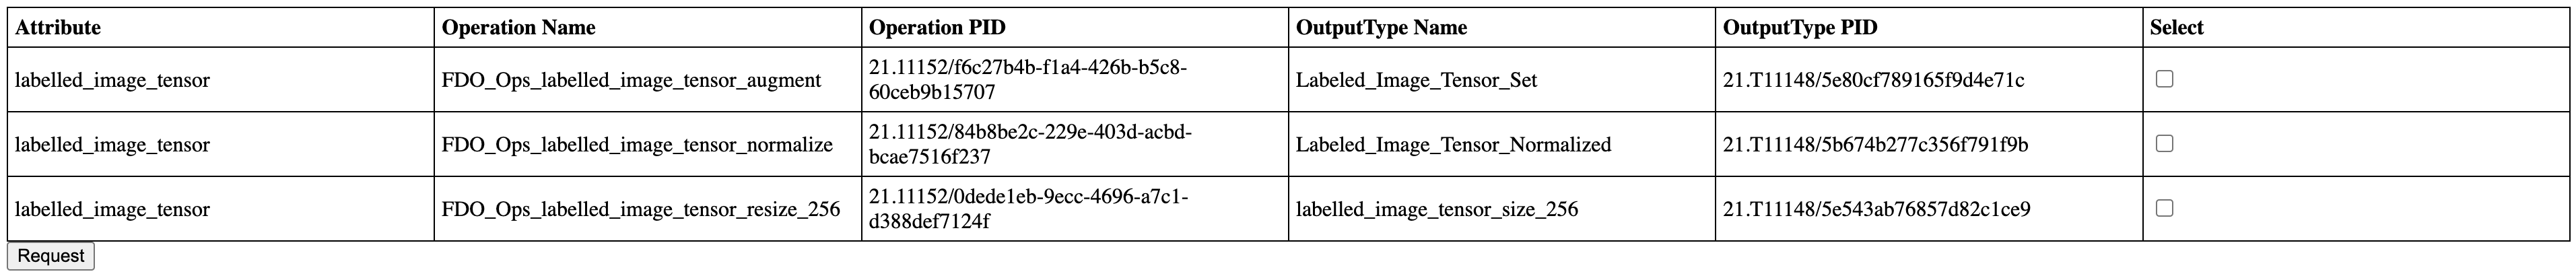 Attribute Operation Name Operation PID OutputType Name OutputType PID Select
labelled_image_tensor FDO_Ops_labelled_image_tensor_augment 21.11152/f6c27b4b-f1a4-426b-b5c8-
60ceb9b15707 Labeled_Image_Tensor_Set 21.T11148/5e80cf789165f9d4e71c
labelled_image_tensor FDO_Ops_labelled_image_tensor_normalize 21.11152/84b8be2c-229e-403d-acbd-
bcae7516f237 Labeled_Image_Tensor_Normalized 21.T11148/5b674b277c356f791f9b
labelled_image_tensor FDO_Ops_labelled_image_tensor_resize_256 21.11152/0dede1eb-9ecc-4696-a7c1-
d388def7124f labelled_image_tensor_size_256 21.T11148/5e543ab76857d82c1ce9
Request